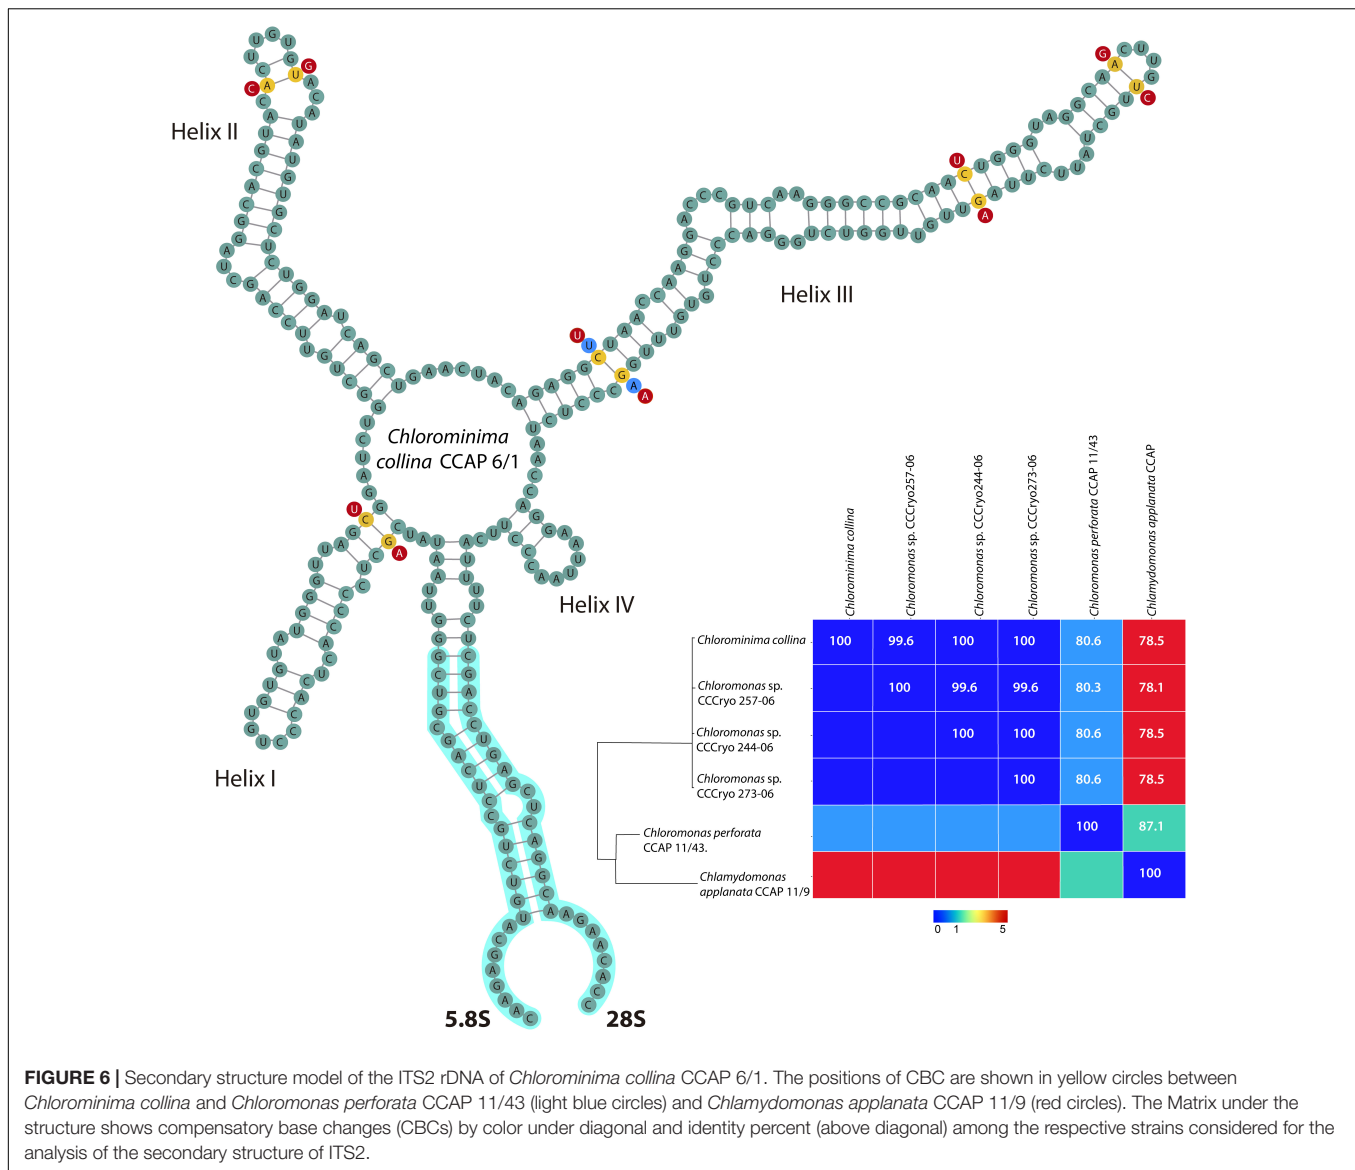 Helix II
Helix III
Chlorominima
collina CCAP 6/1
Helix IV
Helix I
5.8S
28S
Chlorominima collina
Chloromonas sp. CCCryo257-06
Chloromonas sp. CCCryo244-06
Chloromonas sp. CCCryo273-06
Chloromonas perforata CCAP 11/43
Chlamydomonas applanata CCAP
Chlorominima collina
100 99.6 100 100 80.6 78.5
Chloromonas sp.
CCCryo 257-06
100 99.6 99.6 80.3 78.1
Chloromonas sp.
CCCryo 244-06
100 100 80.6 78.5
Chloromonas sp.
CCCryo 273-06
100 80.6 78.5
Chloromonas perforata
CCAP 11/43.
100 87.1
Chlamydomonas
applanata CCAP 11/9
100
0 1 5
FIGURE 6 | Secondary structure model of the ITS2 rDNA of Chlorominima collina CCAP 6/1. The positions of CBC are shown in yellow circles between
Chlorominima collina and Chloromonas perforata CCAP 11/43 (light blue circles) and Chlamydomonas applanata CCAP 11/9 (red circles). The Matrix under the
structure shows compensatory base changes (CBCs) by color under diagonal and identity percent (above diagonal) among the respective strains considered for the
analysis of the secondary structure of ITS2.